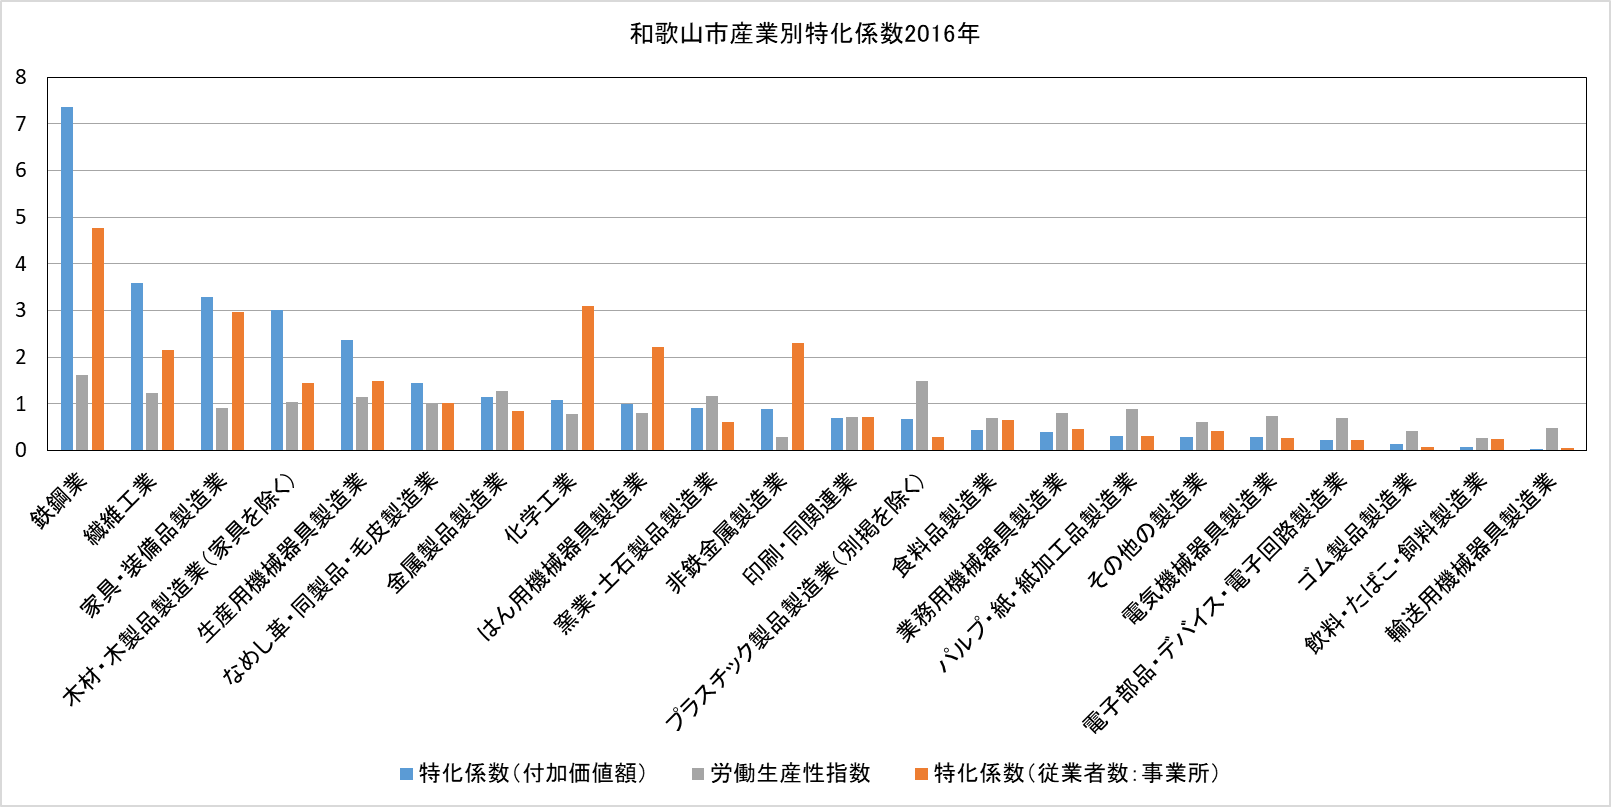 和歌山市産業別特化係数2016年
8
7
6
5
4
3
2
1
0
鉄鋼業
繊維工業
家具・装備品製造業
木材・木製品製造業（家具を除く）
生産用機械器具製造業
なめし革・同製品・毛皮製造業
金属製品製造業
化学工業
はん用機械器具製造業
窯業・土石製品製造業
非鉄金属製造業
印刷・同関連業
プラスチック製品製造業（別掲を除く）
食料品製造業
業務用機械器具製造業
パルプ・紙・紙加工品製造業
その他の製造業
電気機械器具製造業
電子部品・デバイス・電子回路製造業
ゴム製品製造業
飲料・たばこ・飼料製造業
輸送用機械器具製造業
特化係数（付加価値額） 労働生産性指数 特化係数（従業者数：事業所）